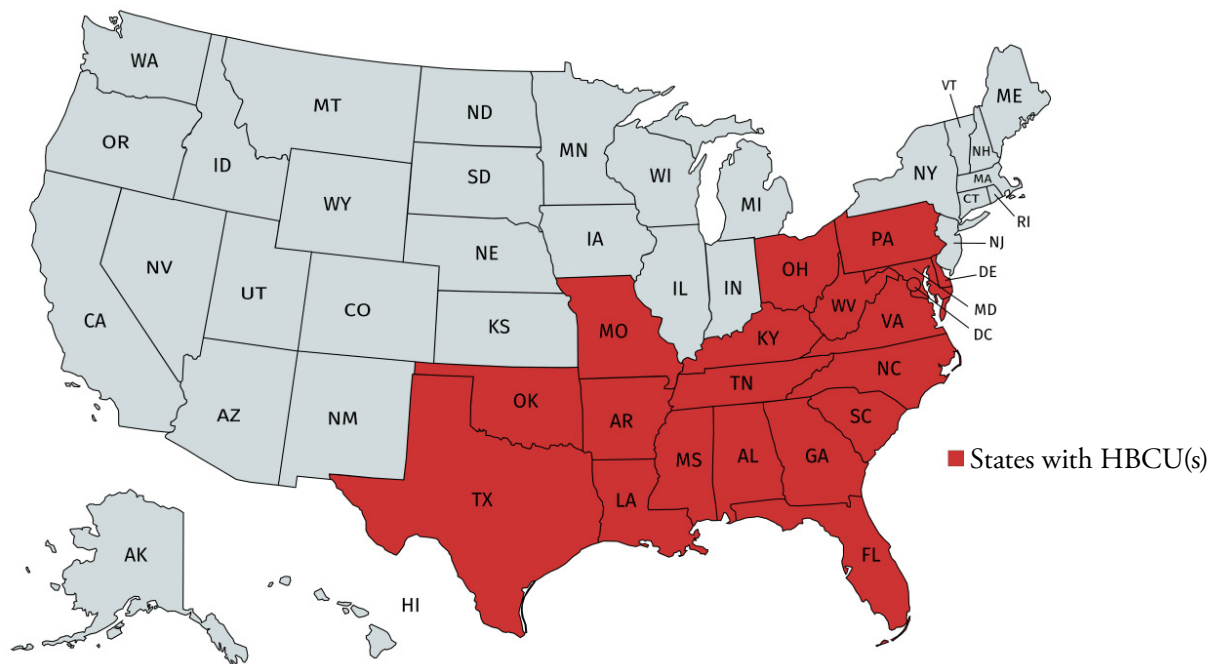 WA
MT
ND
MN
OR
ID
SD
WI
MI
VT
ME
NH
NY
MA
CT
RI
WY
IA
NE
PA
NJ
NV
UT
CO
IL
IN
OH
DE
CA
KS
MO
WV
VA
MD
DC
KY
NC
TN
AZ
NM
OK
AR
SC
MS
AL
GA
States with HBCU(s)
TX
LA
AK
FL
HI